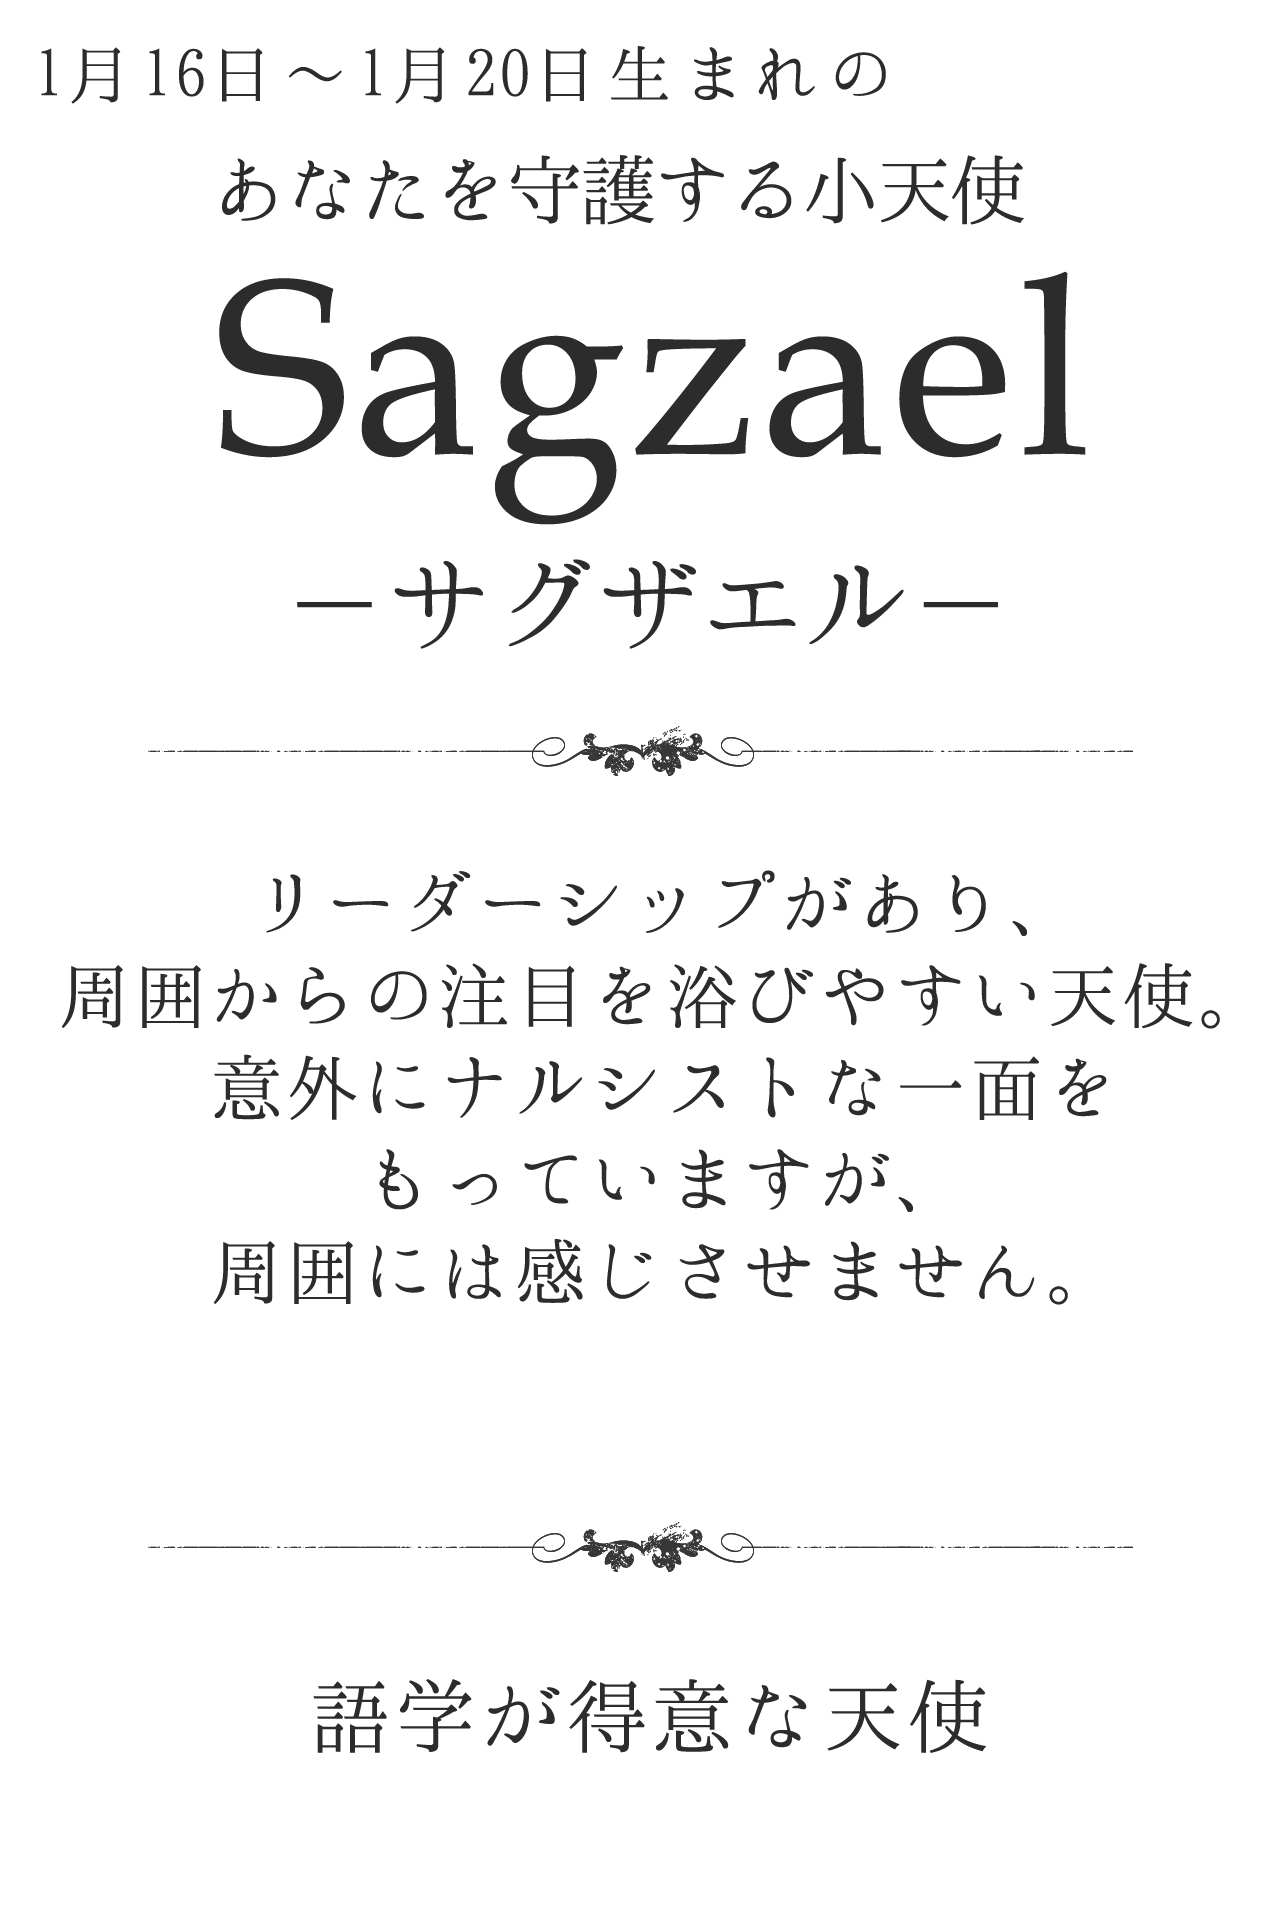 1月16日～1月20日生まれの
あなたを守護する小天使
Sagzael
－サグザエル－
リーダーシップがあり、
周囲からの注目を浴びやすい天使。
意外にナルシストな一面を
もっていますが、
周囲には感じさせません。
語学が得意な天使